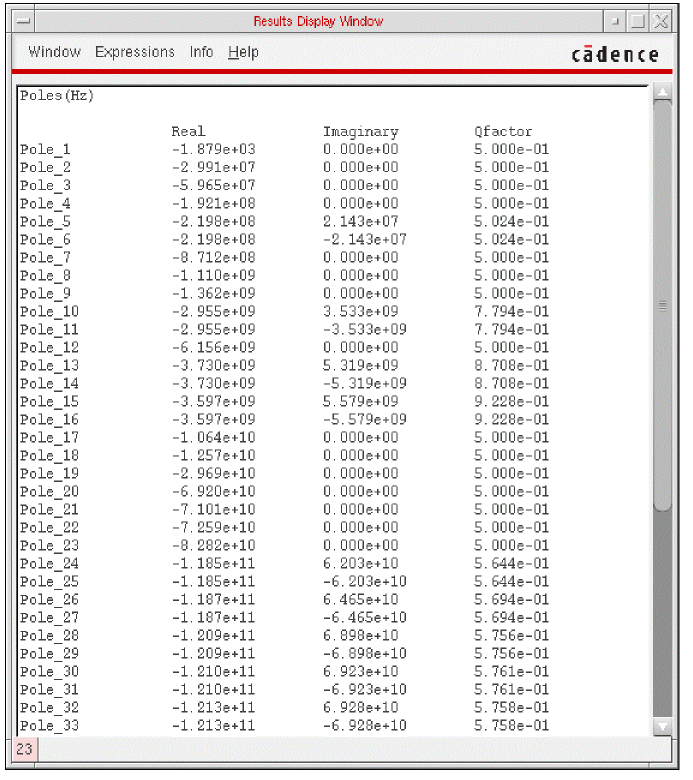 Results Display Window
Window Expressions Info Help cādence
Poles(Hz)
Real Imaginary Qfactor
Pole_1 -1.879e+03 0.000e+00 5.000e-01
Pole_2 -2.991e+07 0.000e+00 5.000e-01
Pole_3 -5.965e+07 0.000e+00 5.000e-01
Pole_4 -1.921e+08 0.000e+00 5.000e-01
Pole_5 -2.198e+08 2.143e+07 5.024e-01
Pole_6 -2.198e+08 -2.143e+07 5.024e-01
Pole_7 -8.712e+08 0.000e+00 5.000e-01
Pole_8 -1.110e+09 0.000e+00 5.000e-01
Pole_9 -1.362e+09 0.000e+00 5.000e-01
Pole_10 -2.955e+09 3.533e+09 7.794e-01
Pole_11 -2.955e+09 -3.533e+09 7.794e-01
Pole_12 -6.156e+09 0.000e+00 5.000e-01
Pole_13 -3.730e+09 5.319e+09 8.708e-01
Pole_14 -3.730e+09 -5.319e+09 8.708e-01
Pole_15 -3.597e+09 5.579e+09 9.228e-01
Pole_16 -3.597e+09 -5.579e+09 9.228e-01
Pole_17 -1.064e+10 0.000e+00 5.000e-01
Pole_18 -1.257e+10 0.000e+00 5.000e-01
Pole_19 -2.969e+10 0.000e+00 5.000e-01
Pole_20 -6.920e+10 0.000e+00 5.000e-01
Pole_21 -7.101e+10 0.000e+00 5.000e-01
Pole_22 -7.259e+10 0.000e+00 5.000e-01
Pole_23 -8.282e+10 0.000e+00 5.000e-01
Pole_24 -1.185e+11 6.203e+10 5.644e-01
Pole_25 -1.185e+11 -6.203e+10 5.644e-01
Pole_26 -1.187e+11 6.465e+10 5.694e-01
Pole_27 -1.187e+11 -6.465e+10 5.694e-01
Pole_28 -1.209e+11 6.898e+10 5.756e-01
Pole_29 -1.209e+11 -6.898e+10 5.756e-01
Pole_30 -1.210e+11 6.923e+10 5.761e-01
Pole_31 -1.210e+11 -6.923e+10 5.761e-01
Pole_32 -1.213e+11 6.928e+10 5.758e-01
Pole_33 -1.213e+11 -6.928e+10 5.758e-01
23